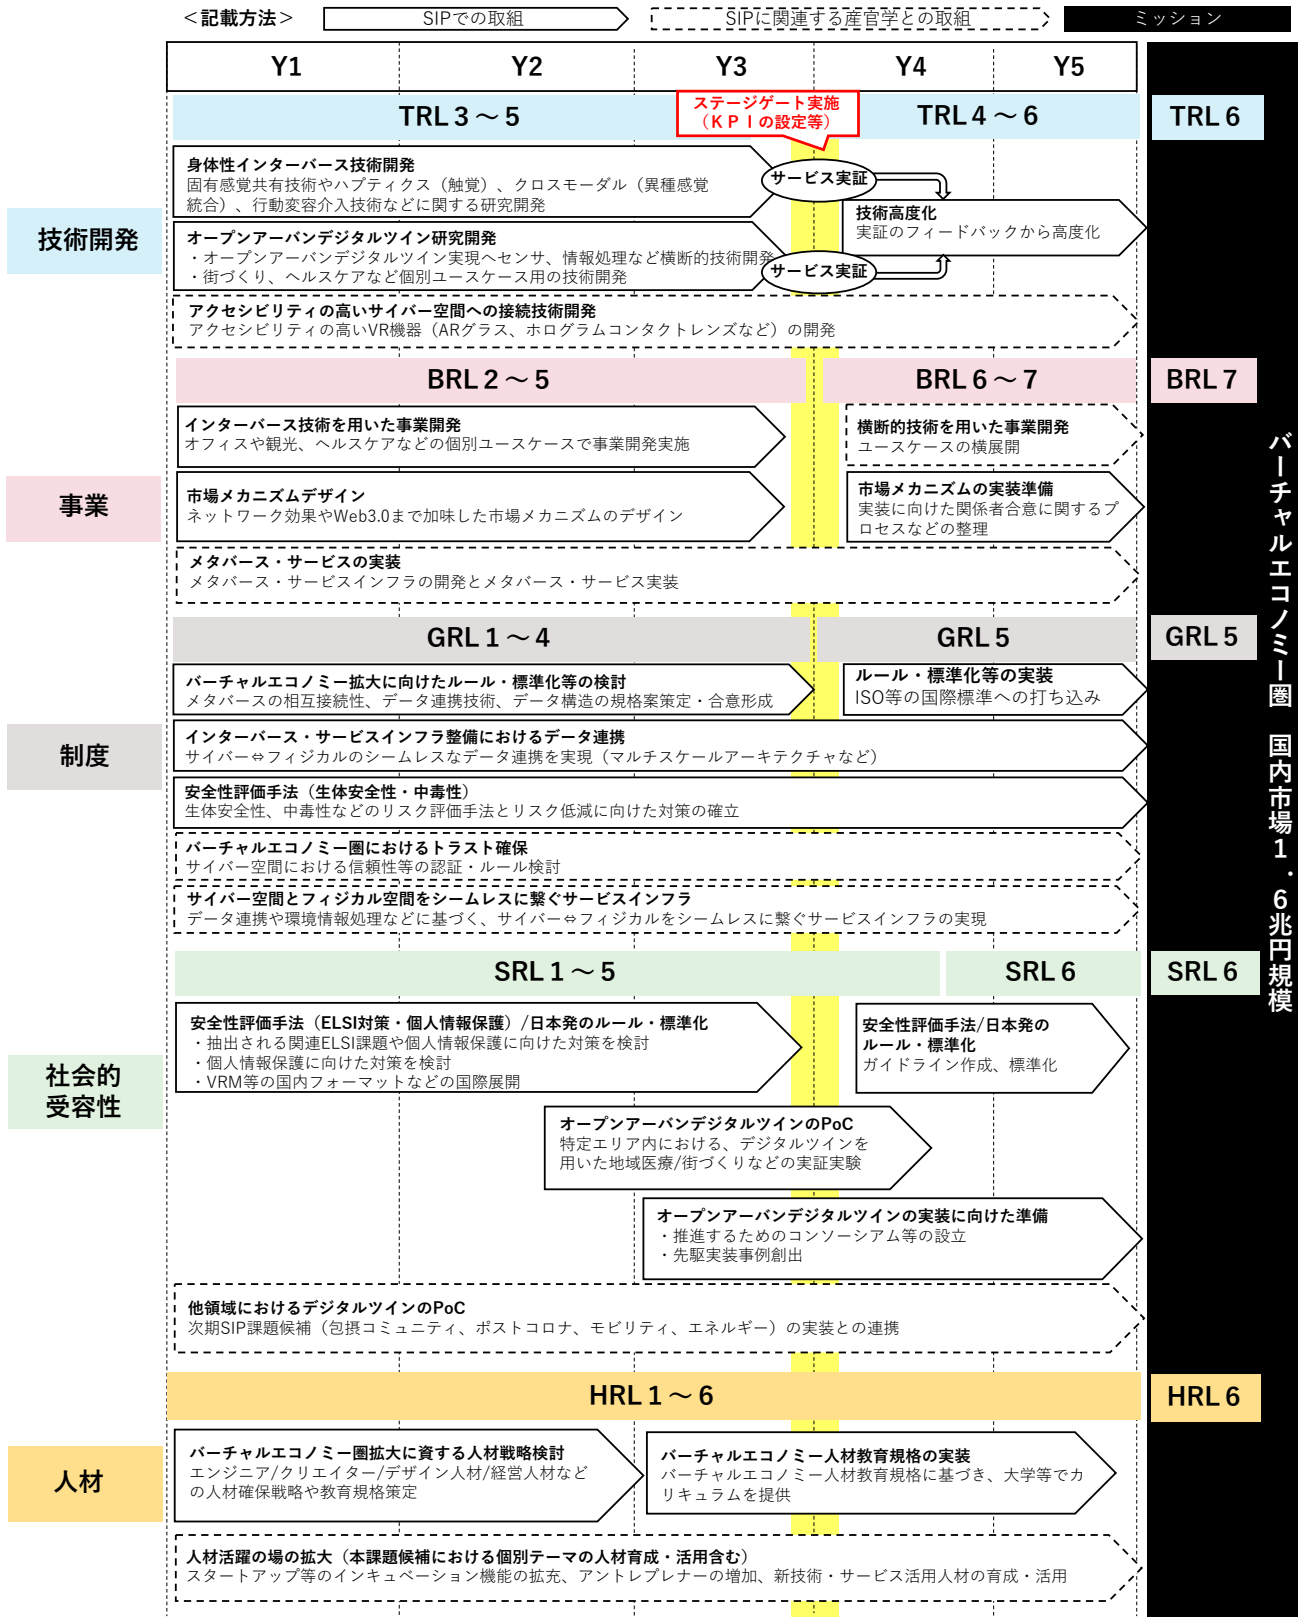 ＜記載方法＞
SIPでの取組
SIPに関連する産官学との取組
ミッション
Y1
Y2
Y3
Y4
Y5
TRL３～５
ステージゲート実施
（ＫＰＩの設定等）
TRL４～６
TRL６
技術開発
身体性インターバース技術開発
固有感覚共有技術やハプティクス（触覚）、クロスモーダル（異種感覚
統合）、行動変容介入技術などに関する研究開発
サービス実証
技術高度化
実証のフィードバックから高度化
オープンアーバンデジタルツイン研究開発
・オープンアーバンデジタルツイン実現へセンサ、情報処理など横断的技術開発
・街づくり、ヘルスケアなど個別ユースケース用の技術開発
サービス実証
アクセシビリティの高いサイバー空間への接続技術開発
アクセシビリティの高いVR機器（ARグラス、ホログラムコンタクトレンズなど）の開発
BRL２～５
BRL６～７
BRL７
事業
インターバース技術を用いた事業開発
オフィスや観光、ヘルスケアなどの個別ユースケースで事業開発実施
横断的技術を用いた事業開発
ユースケースの横展開
市場メカニズムデザイン
ネットワーク効果やWeb3.0まで加味した市場メカニズムのデザイン
市場メカニズムの実装準備
実装に向けた関係者合意に関するプ
ロセスなどの整理
メタバース・サービスの実装
メタバース・サービスインフラの開発とメタバース・サービス実装
GRL１～４
GRL５
GRL５
制度
バーチャルエコノミー拡大に向けたルール・標準化等の検討
メタバースの相互接続性、データ連携技術、データ構造の規格案策定・合意形成
ルール・標準化等の実装
ISO等の国際標準への打ち込み
インターバース・サービスインフラ整備におけるデータ連携
サイバー⇔フィジカルのシームレスなデータ連携を実現（マルチスケールアーキテクチャなど）
安全性評価手法（生体安全性・中毒性）
生体安全性、中毒性などのリスク評価手法とリスク低減に向けた対策の確立
バーチャルエコノミー圏におけるトラスト確保
サイバー空間における信頼性等の認証・ルール検討
サイバー空間とフィジカル空間をシームレスに繋ぐサービスインフラ
データ連携や環境情報処理などに基づく、サイバー⇔フィジカルをシームレスに繋ぐサービスインフラの実現
SRL１～５
SRL６
SRL６
社会的
受容性
安全性評価手法（ELSI対策・個人情報保護）/日本発のルール・標準化
・抽出される関連ELSI課題や個人情報保護に向けた対策を検討
・個人情報保護に向けた対策を検討
・VRM等の国内フォーマットなどの国際展開
安全性評価手法/日本発の
ルール・標準化
ガイドライン作成、標準化
オープンアーバンデジタルツインのPoC
特定エリア内における、デジタルツインを
用いた地域医療/街づくりなどの実証実験
オープンアーバンデジタルツインの実装に向けた準備
・推進するためのコンソーシアム等の設立
・先駆実装事例創出
他領域におけるデジタルツインのPoC
次期SIP課題候補（包摂コミュニティ、ポストコロナ、モビリティ、エネルギー）の実装との連携
HRL１～６
HRL６
人材
バーチャルエコノミー圏拡大に資する人材戦略検討
エンジニア/クリエイター/デザイン人材/経営人材など
の人材確保戦略や教育規格策定
バーチャルエコノミー人材教育規格の実装
バーチャルエコノミー人材教育規格に基づき、大学等でカ
リキュラムを提供
人材活躍の場の拡大（本課題候補における個別テーマの人材育成・活用含む）
スタートアップ等のインキュベーション機能の拡充、アントレプレナーの増加、新技術・サービス活用人材の育成・活用
バーチャルエコノミー圏　国内市場１．６兆円規模